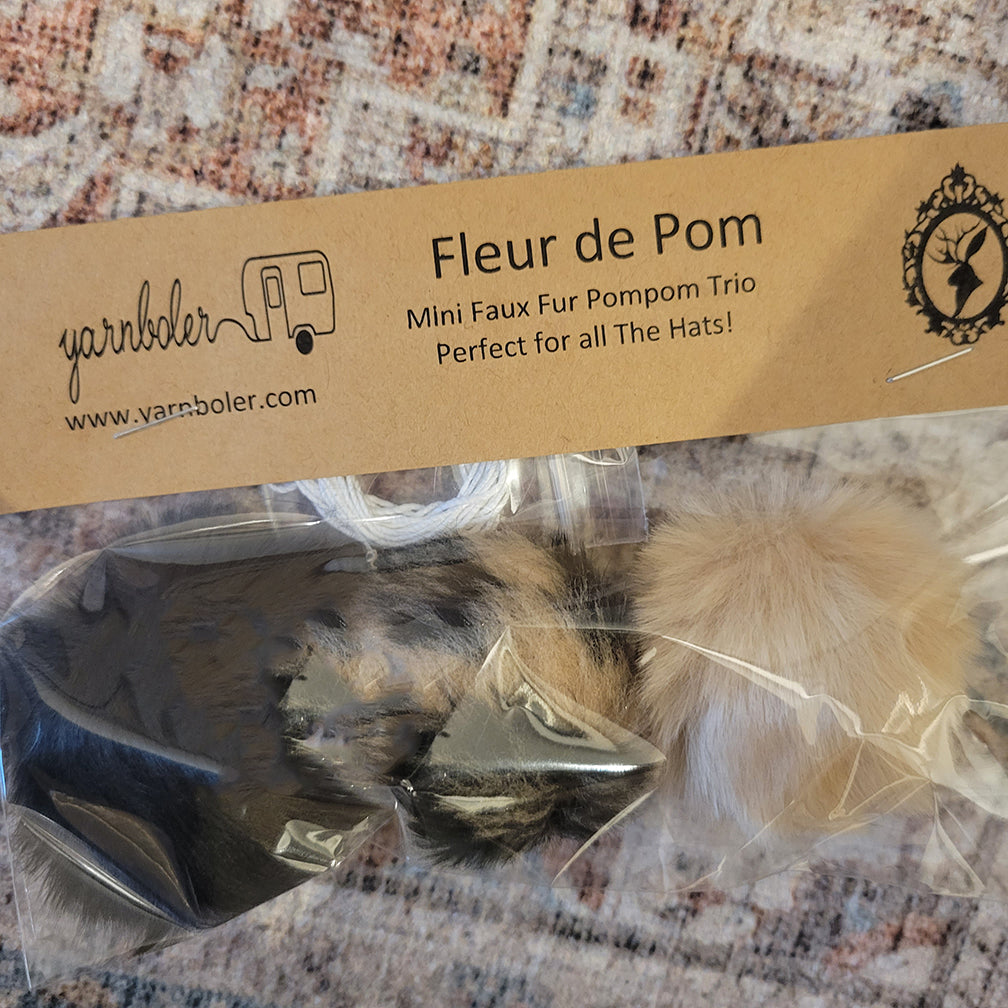 yarnboler
www.yarnboler.com
Fleur de Pom
Mini Faux Fur Pompom Trio
Perfect for all The Hats!